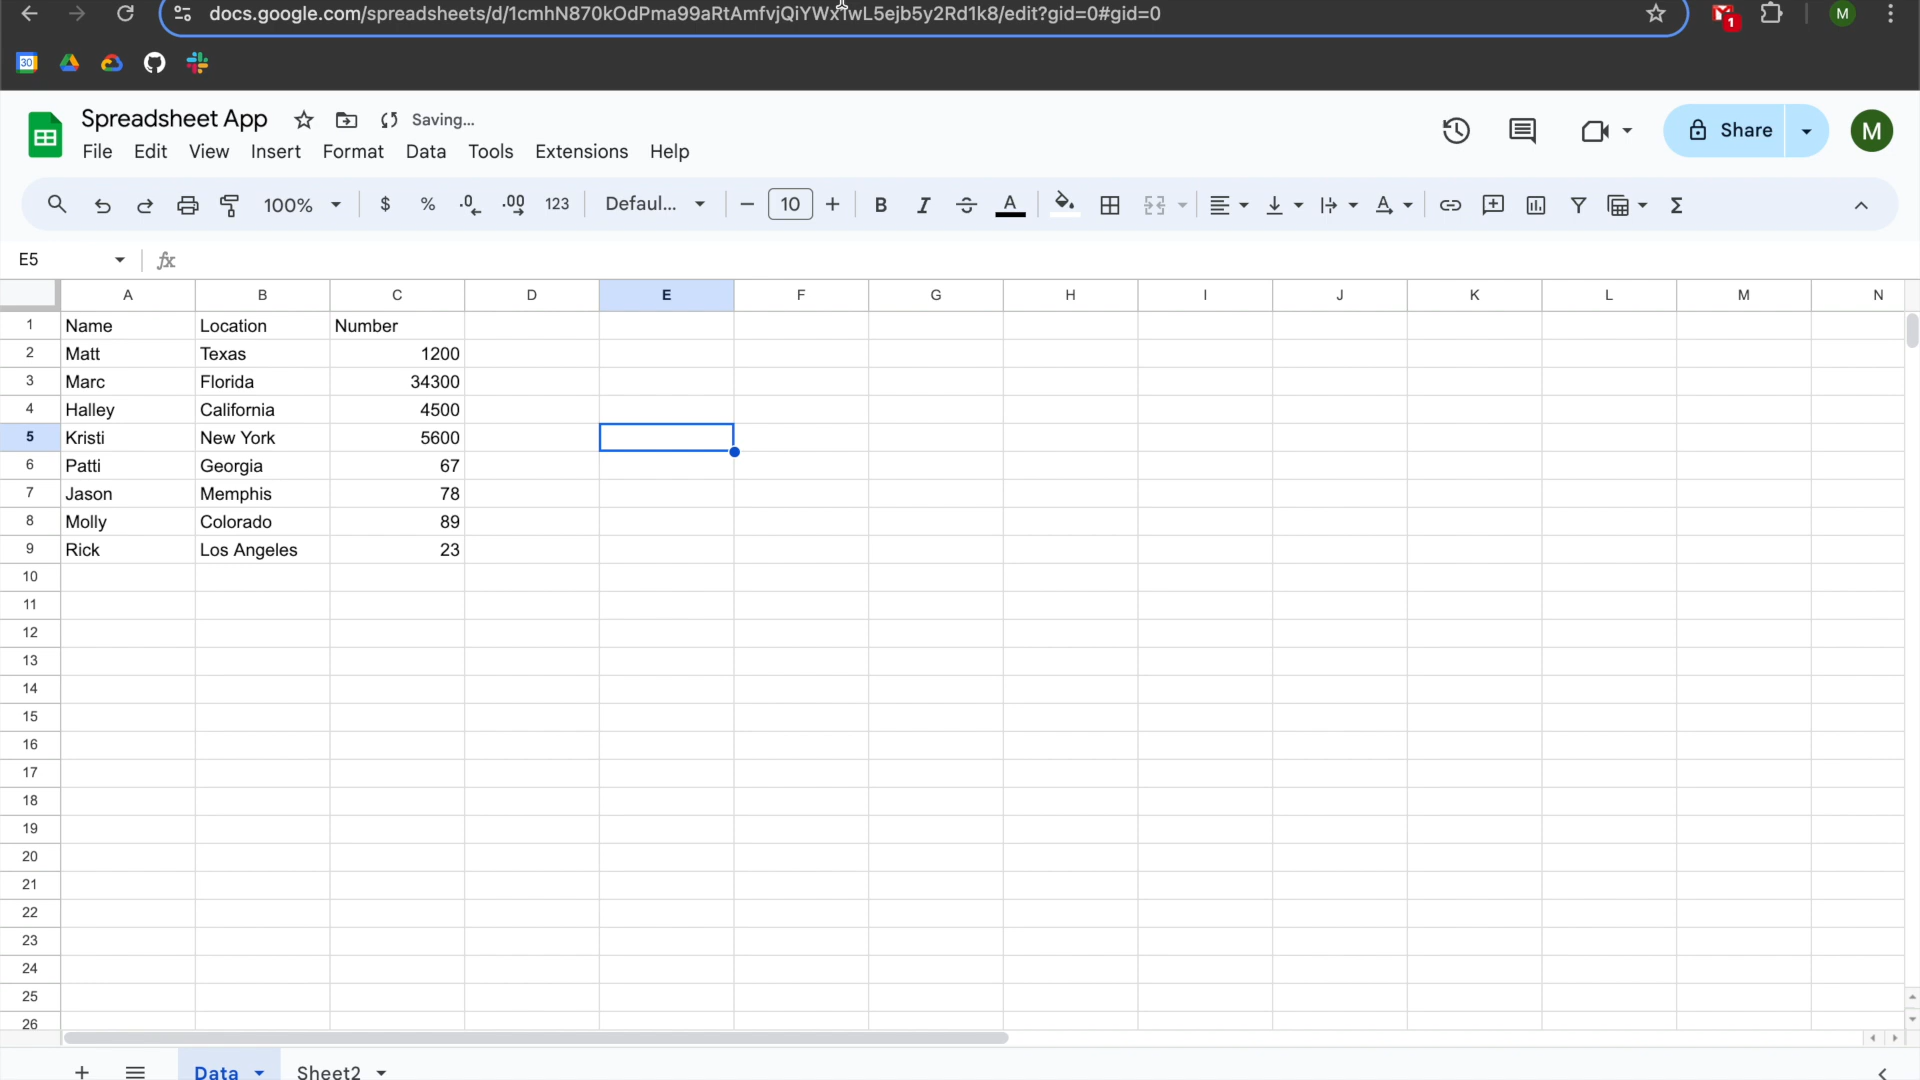 docs.google.com/spreadsheets/d/1cmhN870kOdPma99aRtAmfvjQiYWx1wL5ejb5y2Rd1k8/edit?gid=0#gid=0
1
M
30
Spreadsheet App Saving...
File Edit View Insert Format Data Tools Extensions Help
Share
M
100% $ % .0 .00 123 Defaul... 10 B I A Σ
E5 fx
A B C D E F G H I J K L M N
1 Name Location Number
2 Matt Texas 1200
3 Marc Florida 34300
4 Halley California 4500
5 Kristi New York 5600
6 Patti Georgia 67
7 Jason Memphis 78
8 Molly Colorado 89
9 Rick Los Angeles 23
10
11
12
13
14
15
16
17
18
19
20
21
22
23
24
25
26
Data Sheet2